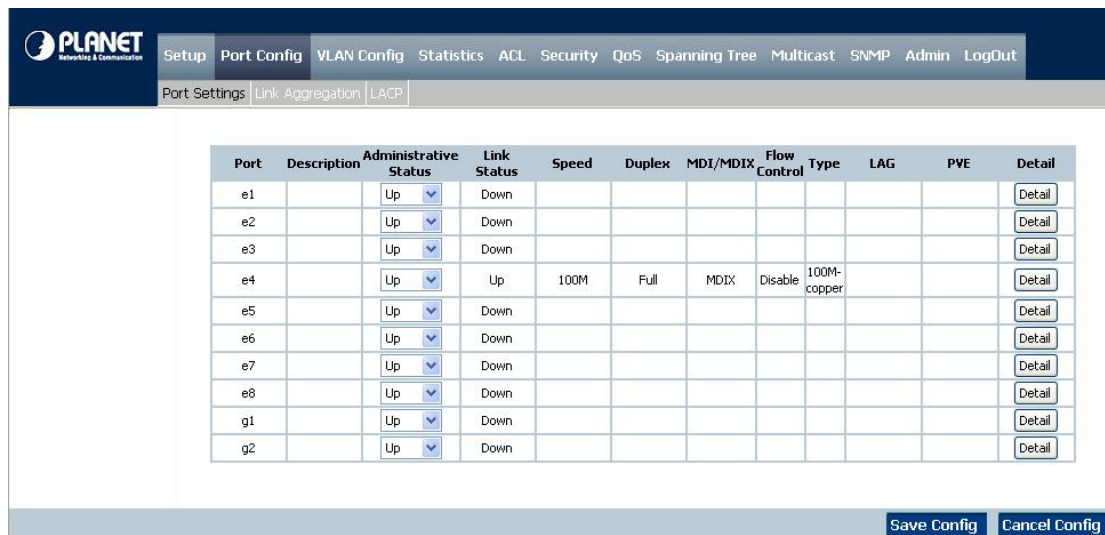 PLANET
Networking & Communication
Setup Port Config VLAN Config Statistics ACL Security QoS Spanning Tree Multicast SNMP Admin LogOut
Port Settings Link Aggregation LACP
Port Description Administrative Status Link Status Speed Duplex MDI/MDIX Flow Control Type LAG PVE Detail
e1 Up Down Detail
e2 Up Down Detail
e3 Up Down Detail
e4 Up Up 100M Full MDIX Disable 100M-copper Detail
e5 Up Down Detail
e6 Up Down Detail
e7 Up Down Detail
e8 Up Down Detail
g1 Up Down Detail
g2 Up Down Detail
Save Config Cancel Config